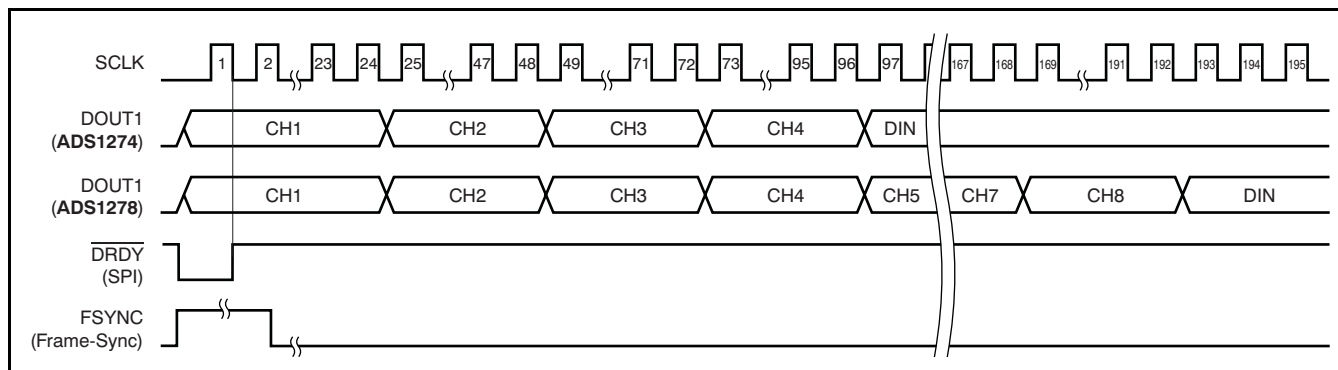 SCLK
1 2 23 24 25 47 48 49 71 72 73 95 96 97 167 168 169 191 192 193 194 195
DOUT1
(ADS1274)
CH1 CH2 CH3 CH4 DIN
DOUT1
(ADS1278)
CH1 CH2 CH3 CH4 CH5 CH7 CH8 DIN
DRDY
(SPI)
FSYNC
(Frame-Sync)